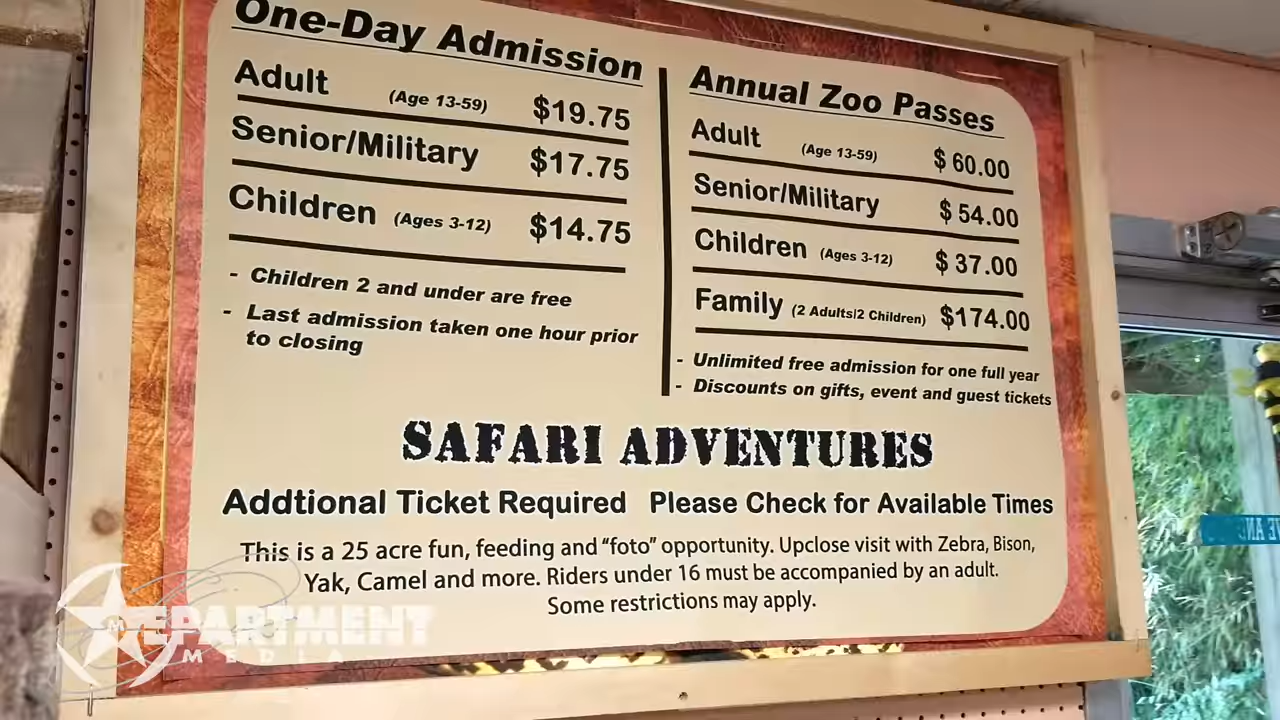 One-Day Admission
Adult (Age 13-59) $19.75
Senior/Military $17.75
Children (Ages 3-12) $14.75
- Children 2 and under are free
- Last admission taken one hour prior
to closing
Annual Zoo Passes
Adult (Age 13-59) $ 60.00
Senior/Military $ 54.00
Children (Ages 3-12) $ 37.00
Family (2 Adults|2 Children) $174.00
- Unlimited free admission for one full year
- Discounts on gifts, event and guest tickets
SAFARI ADVENTURES
Addtional Ticket Required Please Check for Available Times
This is a 25 acre fun, feeding and “foto” opportunity. Upclose visit with Zebra, Bison,
Yak, Camel and more. Riders under 16 must be accompanied by an adult.
Some restrictions may apply.
M DEPARTMENT
MEDIA